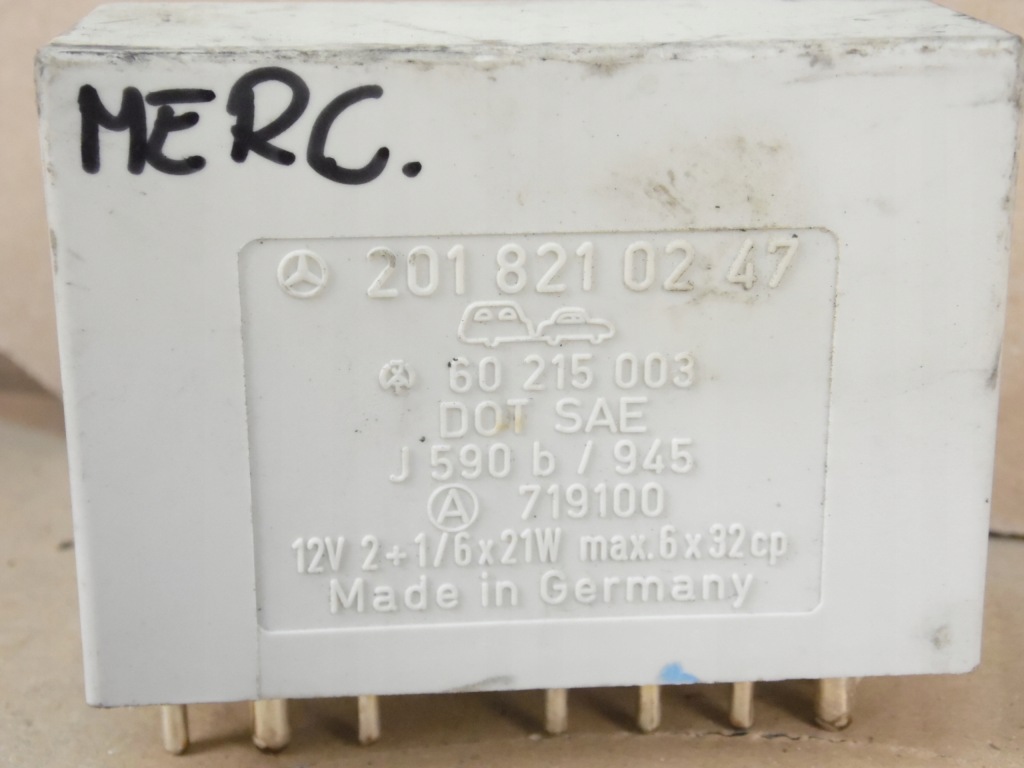 MERC.
201 821 02 47
60 215 003
DOT SAE
J 590 b / 945
A 719100
12V 2+1/6x21W max.6x32cp
Made in Germany